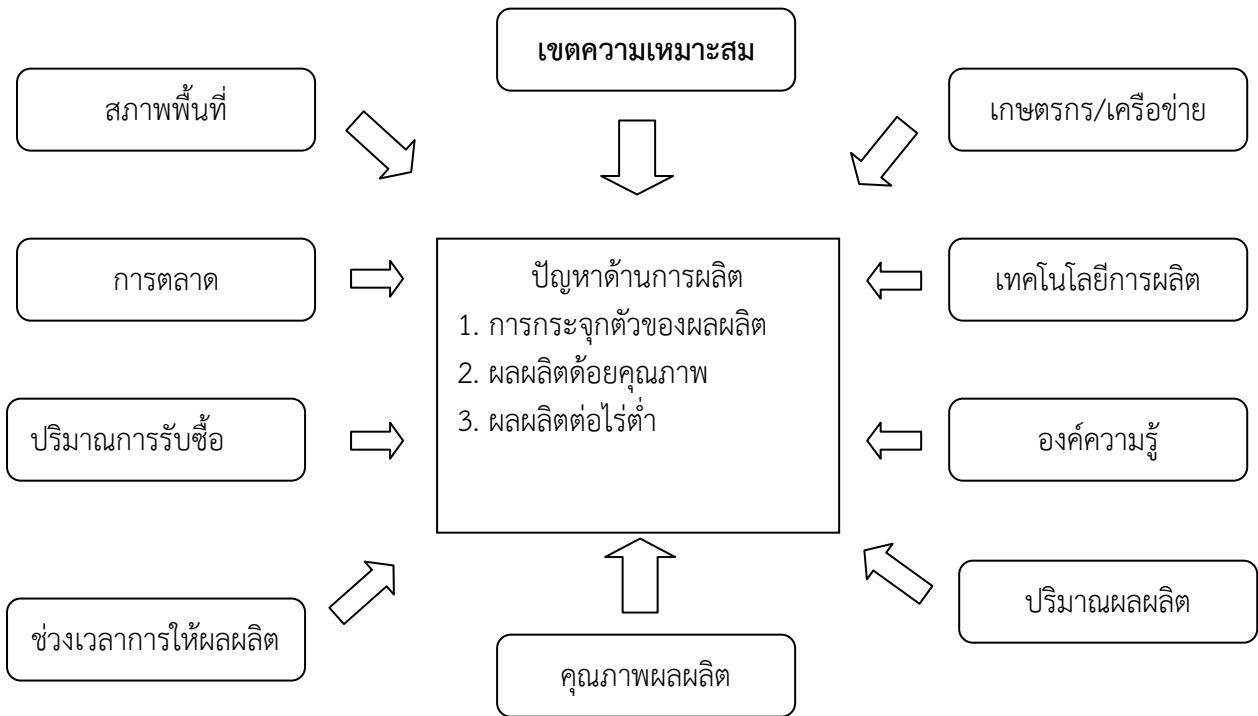 เขตความเหมาะสม
สภาพพื้นที่
เกษตรกร/เครือข่าย
การตลาด
ปัญหาด้านการผลิต
1. การกระจุกตัวของผลผลิต
2. ผลผลิตด้อยคุณภาพ
3. ผลผลิตต่อไร่ต่ำ
เทคโนโลยีการผลิต
ปริมาณการรับซื้อ
องค์ความรู้
ช่วงเวลาการให้ผลผลิต
คุณภาพผลผลิต
ปริมาณผลผลิต